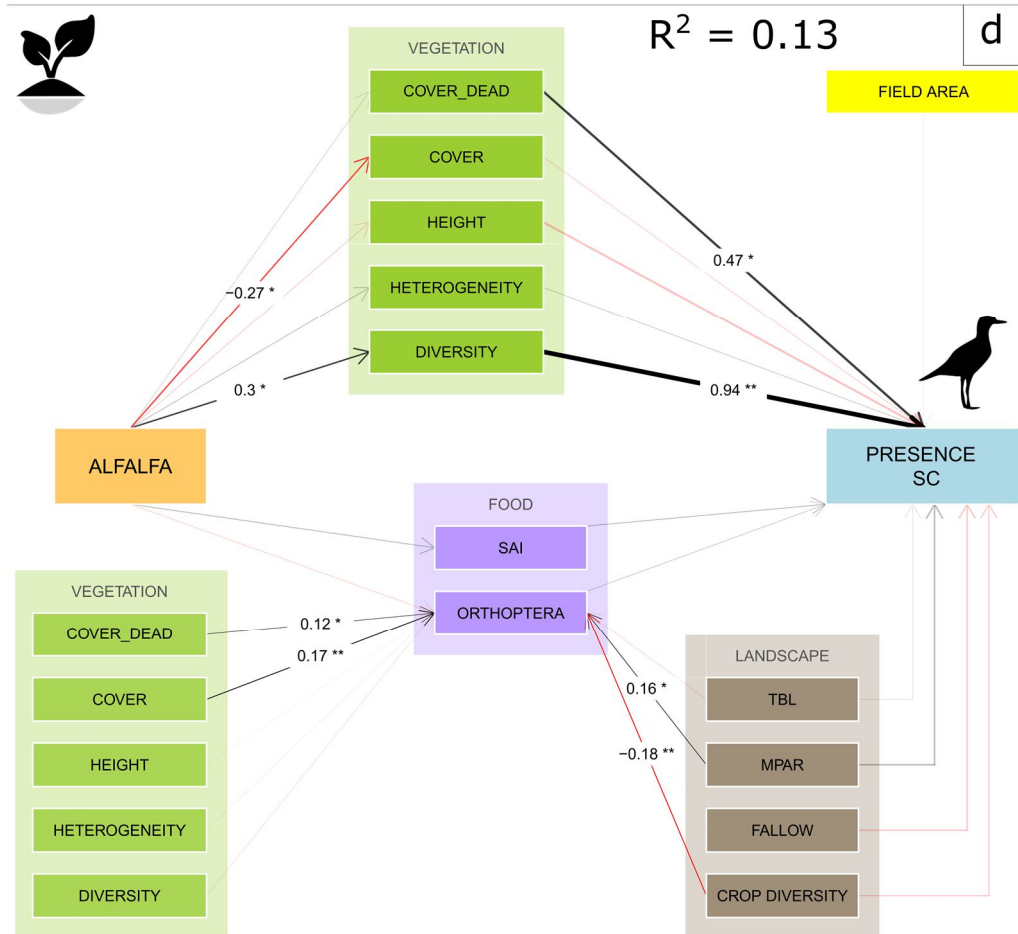 R² = 0.13
d
VEGETATION
COVER_DEAD
COVER
HEIGHT
HETEROGENEITY
DIVERSITY
FIELD AREA
0.47 *
−0.27 *
0.3 *
0.94 **
ALFALFA
PRESENCE
SC
FOOD
SAI
ORTHOPTERA
VEGETATION
COVER_DEAD
COVER
HEIGHT
HETEROGENEITY
DIVERSITY
0.12 *
0.17 **
0.16 *
−0.18 **
LANDSCAPE
TBL
MPAR
FALLOW
CROP DIVERSITY